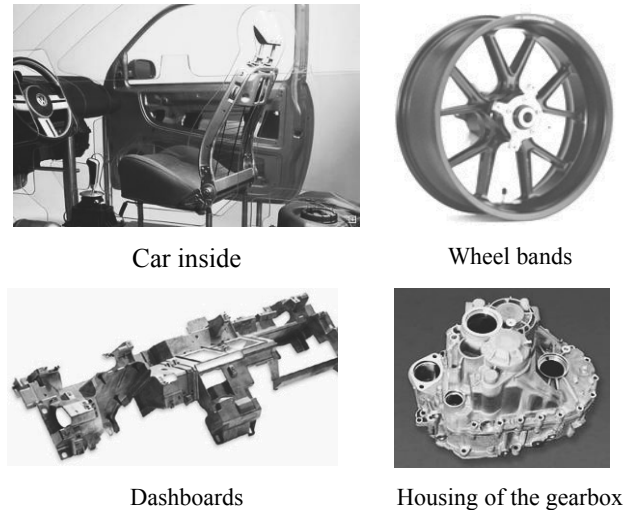 Car inside
Wheel bands
Dashboards
Housing of the gearbox